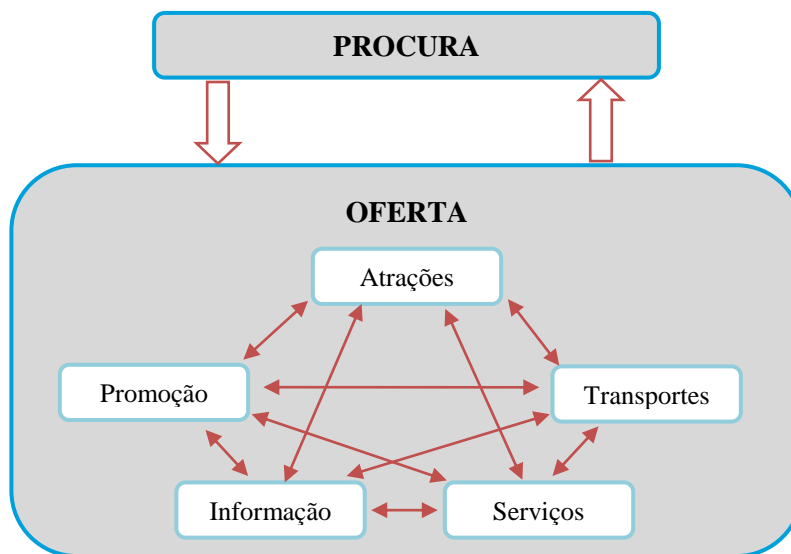 PROCURA
OFERTA
Atrações
Promoção
Transportes
Informação
Serviços